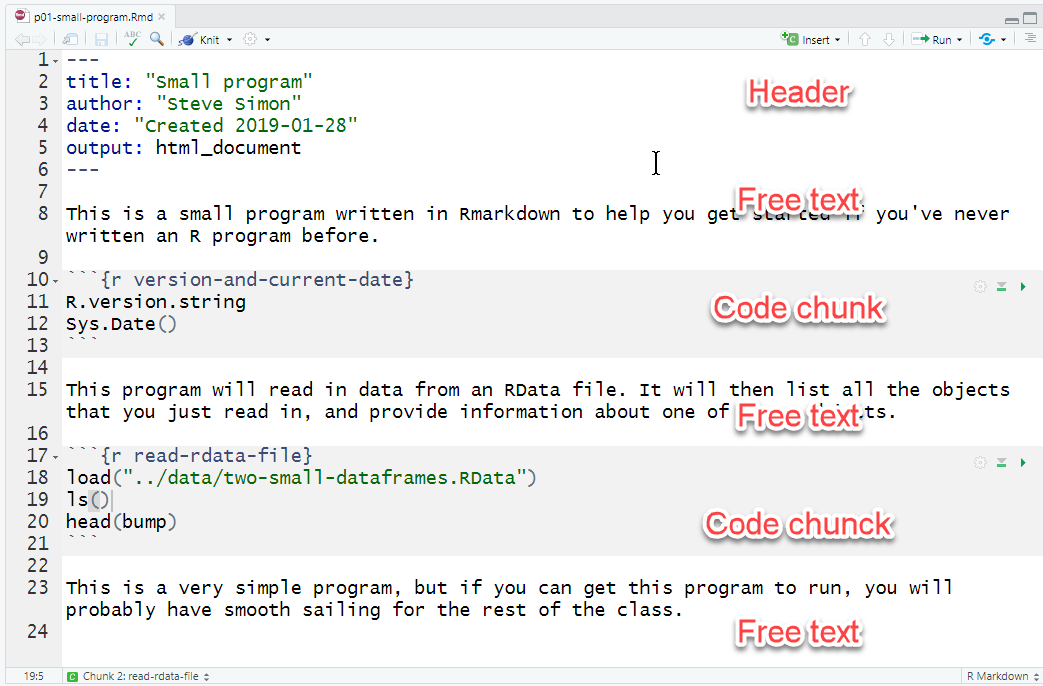 p01-small-program.Rmd
ABC Knit Insert Run
1 ---
2 title: "Small program"
Header
3 author: "Steve Simon"
4 date: "Created 2019-01-28"
5 output: html_document
6 ---
7
Free text
8 This is a small program written in Rmarkdown to help you get started if you've never
written an R program before.
9
10 ```{r version-and-current-date}
11 R.version.string
Code chunk
12 Sys.Date()
13 ```
14
15 This program will read in data from an RData file. It will then list all the objects
that you just read in, and provide information about one of
Free text
16
17 ```{r read-rdata-file}
18 load("../data/two-small-dataframes.RData")
19 ls()
20 head(bump)
Code chunck
21 ```
22
23 This is a very simple program, but if you can get this program to run, you will
probably have smooth sailing for the rest of the class.
24
Free text
19:5 C Chunk 2: read-rdata-file R Markdown